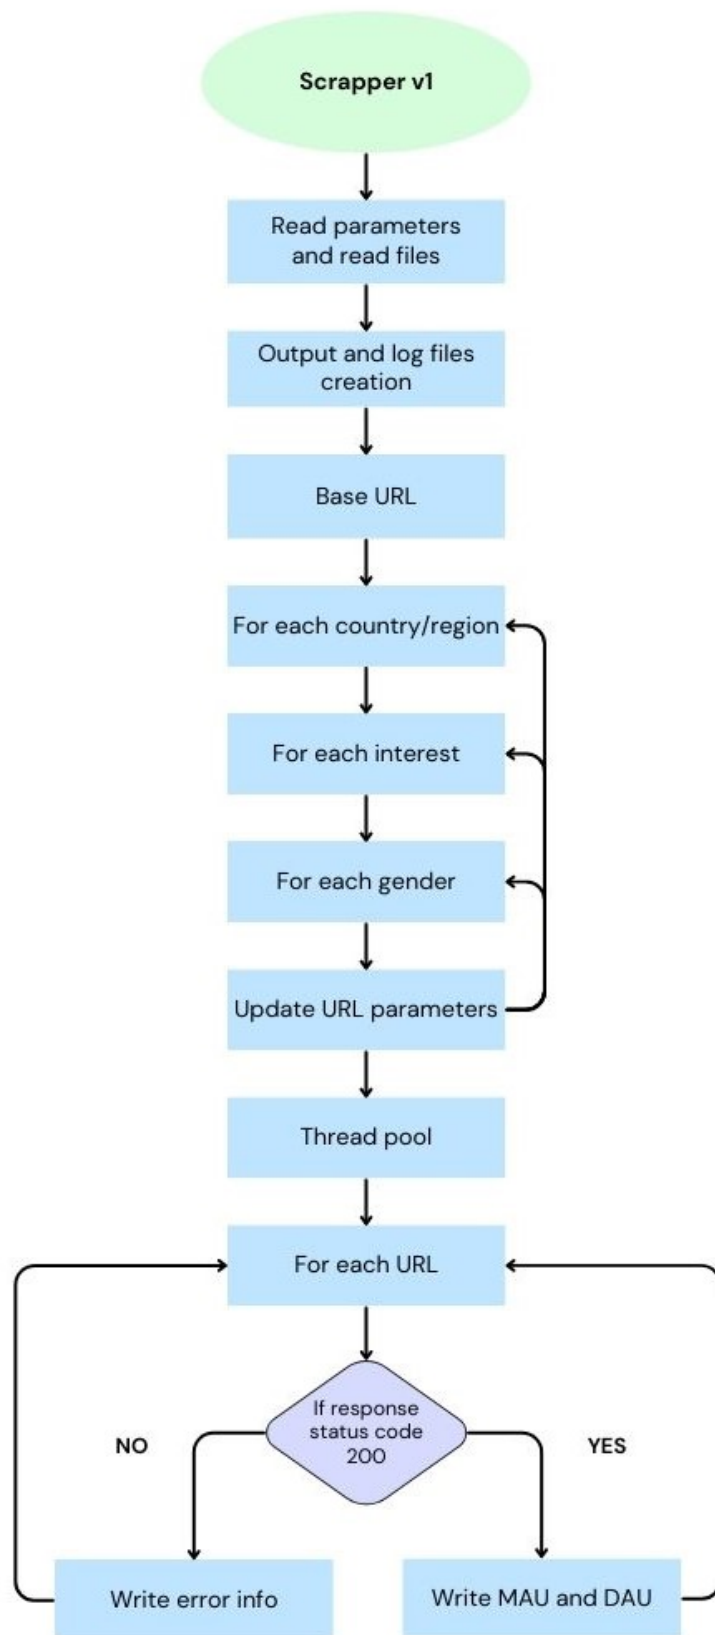 Scrapper v1
Read parameters
and read files
Output and log files
creation
Base URL
For each country/region
For each interest
For each gender
Update URL parameters
Thread pool
For each URL
If response
status code
200
NO
YES
Write error info
Write MAU and DAU